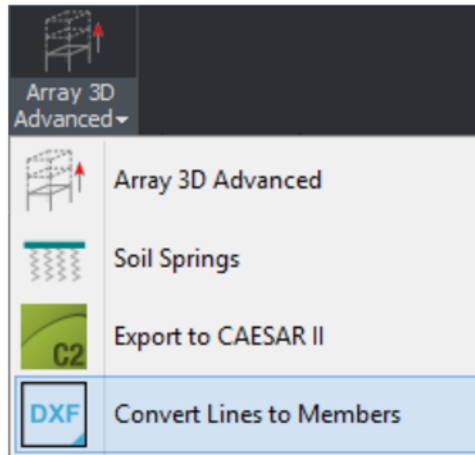 Array 3D
Advanced
Array 3D Advanced
Soil Springs
C2
Export to CAESAR II
DXF
Convert Lines to Members